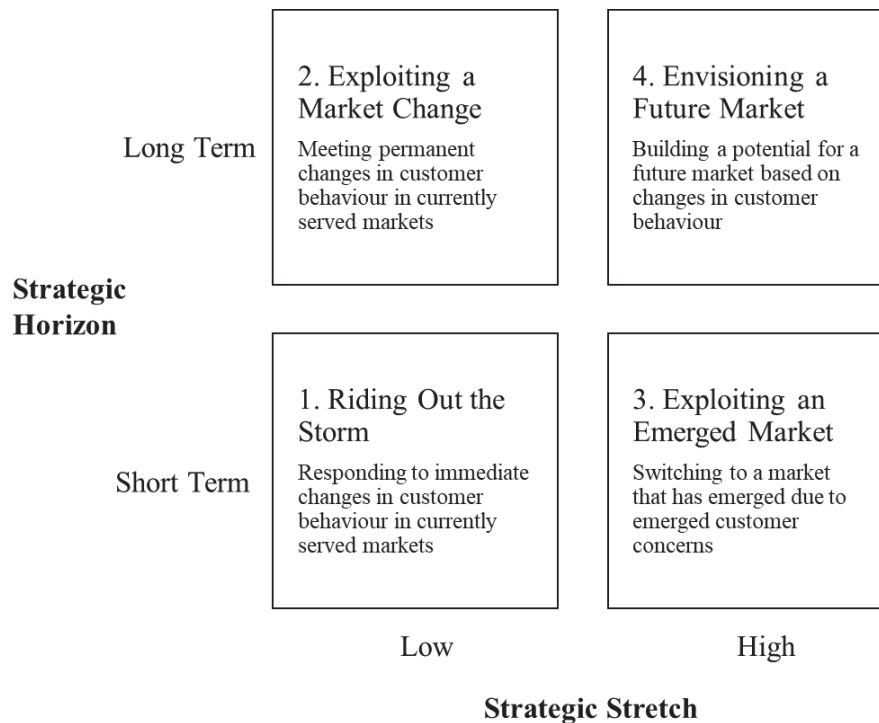 2. Exploiting a
Market Change
Meeting permanent
changes in customer
behaviour in currently
served markets
4. Envisioning a
Future Market
Building a potential for a
future market based on
changes in customer
behaviour
Long Term
Strategic
Horizon
1. Riding Out the
Storm
Responding to immediate
changes in customer
behaviour in currently
served markets
3. Exploiting an
Emerged Market
Switching to a market
that has emerged due to
emerged customer
concerns
Short Term
Low
High
Strategic Stretch